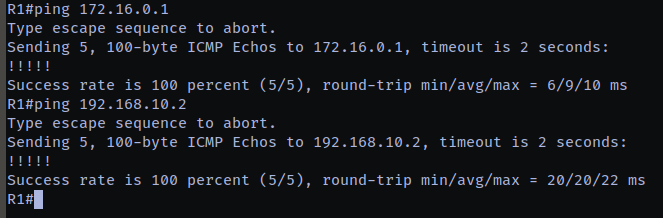 R1#ping 172.16.0.1
Type escape sequence to abort.
Sending 5, 100-byte ICMP Echos to 172.16.0.1, timeout is 2 seconds:
!!!!!
Success rate is 100 percent (5/5), round-trip min/avg/max = 6/9/10 ms
R1#ping 192.168.10.2
Type escape sequence to abort.
Sending 5, 100-byte ICMP Echos to 192.168.10.2, timeout is 2 seconds:
!!!!!
Success rate is 100 percent (5/5), round-trip min/avg/max = 20/20/22 ms
R1#